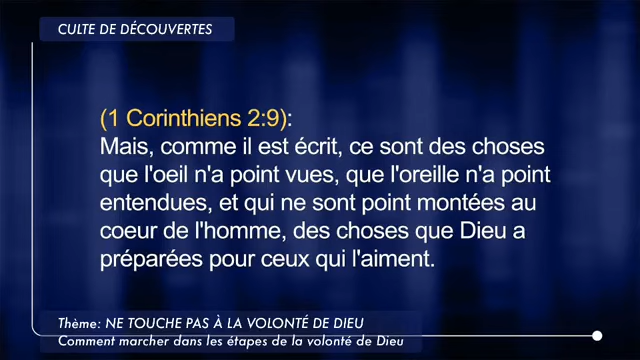 CULTE DE DÉCOUVERTES
(1 Corinthiens 2:9):
Mais, comme il est écrit, ce sont des choses
que l'oeil n'a point vues, que l'oreille n'a point
entendues, et qui ne sont point montées au
coeur de l'homme, des choses que Dieu a
préparées pour ceux qui l'aiment.
Thème: NE TOUCHE PAS À LA VOLONTÉ DE DIEU
Comment marcher dans les étapes de la volonté de Dieu